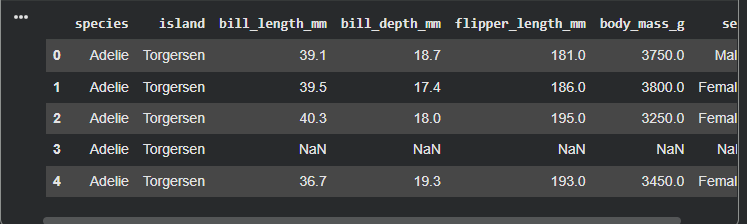 species island bill_length_mm bill_depth_mm flipper_length_mm body_mass_g se
0 Adelie Torgersen 39.1 18.7 181.0 3750.0 Mal
1 Adelie Torgersen 39.5 17.4 186.0 3800.0 Femal
2 Adelie Torgersen 40.3 18.0 195.0 3250.0 Femal
3 Adelie Torgersen NaN NaN NaN NaN Nal
4 Adelie Torgersen 36.7 19.3 193.0 3450.0 Femal